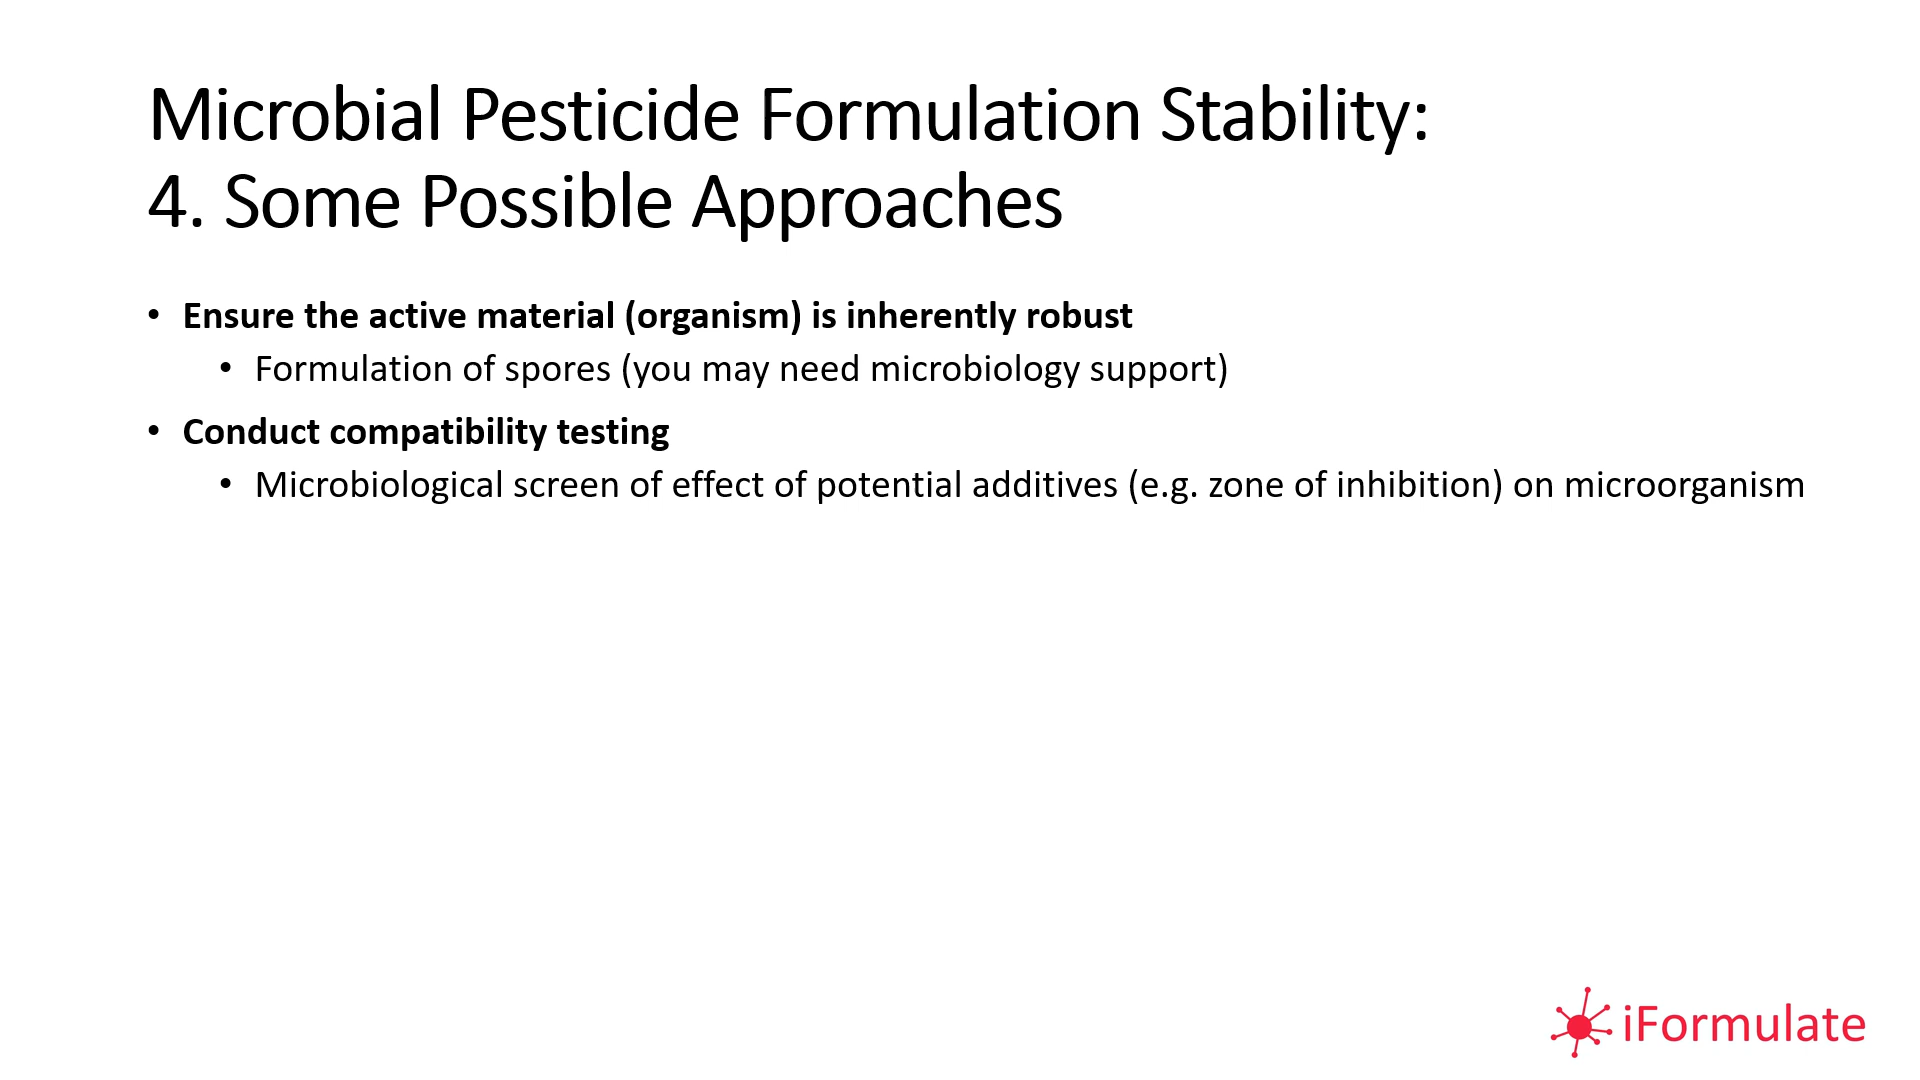 Microbial Pesticide Formulation Stability:
4. Some Possible Approaches
• Ensure the active material (organism) is inherently robust
• Formulation of spores (you may need microbiology support)
• Conduct compatibility testing
• Microbiological screen of effect of potential additives (e.g. zone of inhibition) on microorganism
iFormulate